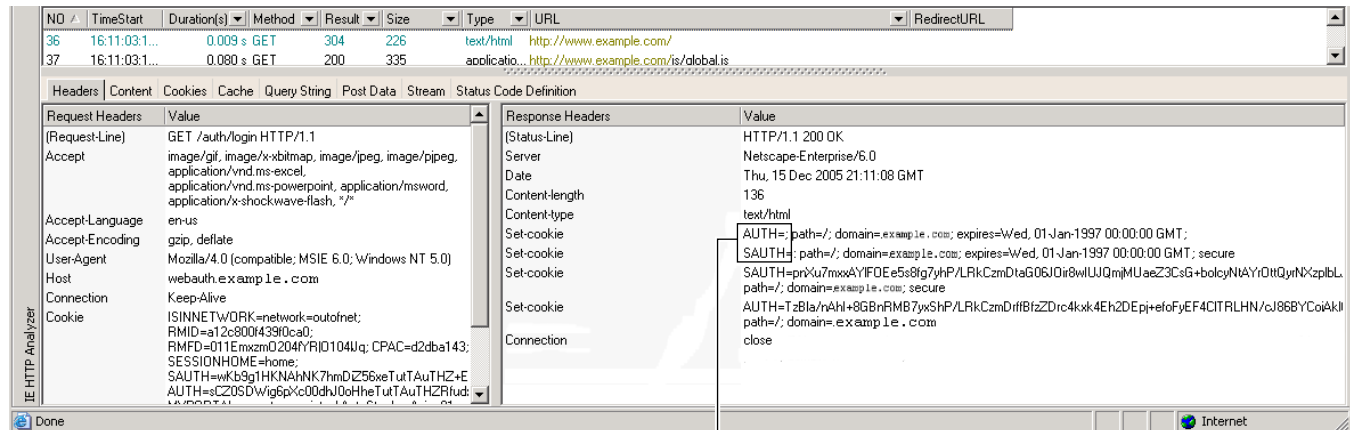 NO TimeStart Duration(s) Method Result Size Type URL RedirectURL
36 16:11:03:1... 0.009 s GET 304 226 text/html http://www.example.com/
37 16:11:03:1... 0.080 s GET 200 335 applicatio... http://www.example.com/js/global.js
Headers Content Cookies Cache Query String Post Data Stream Status Code Definition
Request Headers Value
(Request-Line) GET /auth/login HTTP/1.1
Accept image/gif, image/x-xbitmap, image/jpeg, image/pjpeg,
application/vnd.ms-excel,
application/vnd.ms-powerpoint, application/msword,
application/x-shockwave-flash, */*
Accept-Language en-us
Accept-Encoding gzip, deflate
User-Agent Mozilla/4.0 (compatible; MSIE 6.0; Windows NT 5.0)
Host webauth.example.com
Connection Keep-Alive
Cookie ISINNETWORK=network=outofnet;
RMID=a12c800f439f0ca0;
CPAC=d2dba143;
SESSIONHOME=home;
Response Headers Value
(Status-Line) HTTP/1.1 200 OK
Server Netscape-Enterprise/6.0
Date Thu, 15 Dec 2005 21:11:08 GMT
Content-length 136
Content-type text/html
Set-cookie AUTH=; path=/; domain=.example.com; expires=Wed, 01-Jan-1997 00:00:00 GMT;
Set-cookie SAUTH=; path=/; domain=.example.com; expires=Wed, 01-Jan-1997 00:00:00 GMT; secure
Set-cookie
path=/; domain=.example.com; secure
Set-cookie
path=/; domain=.example.com
Connection close
IE HTTP Analyzer
Done Internet